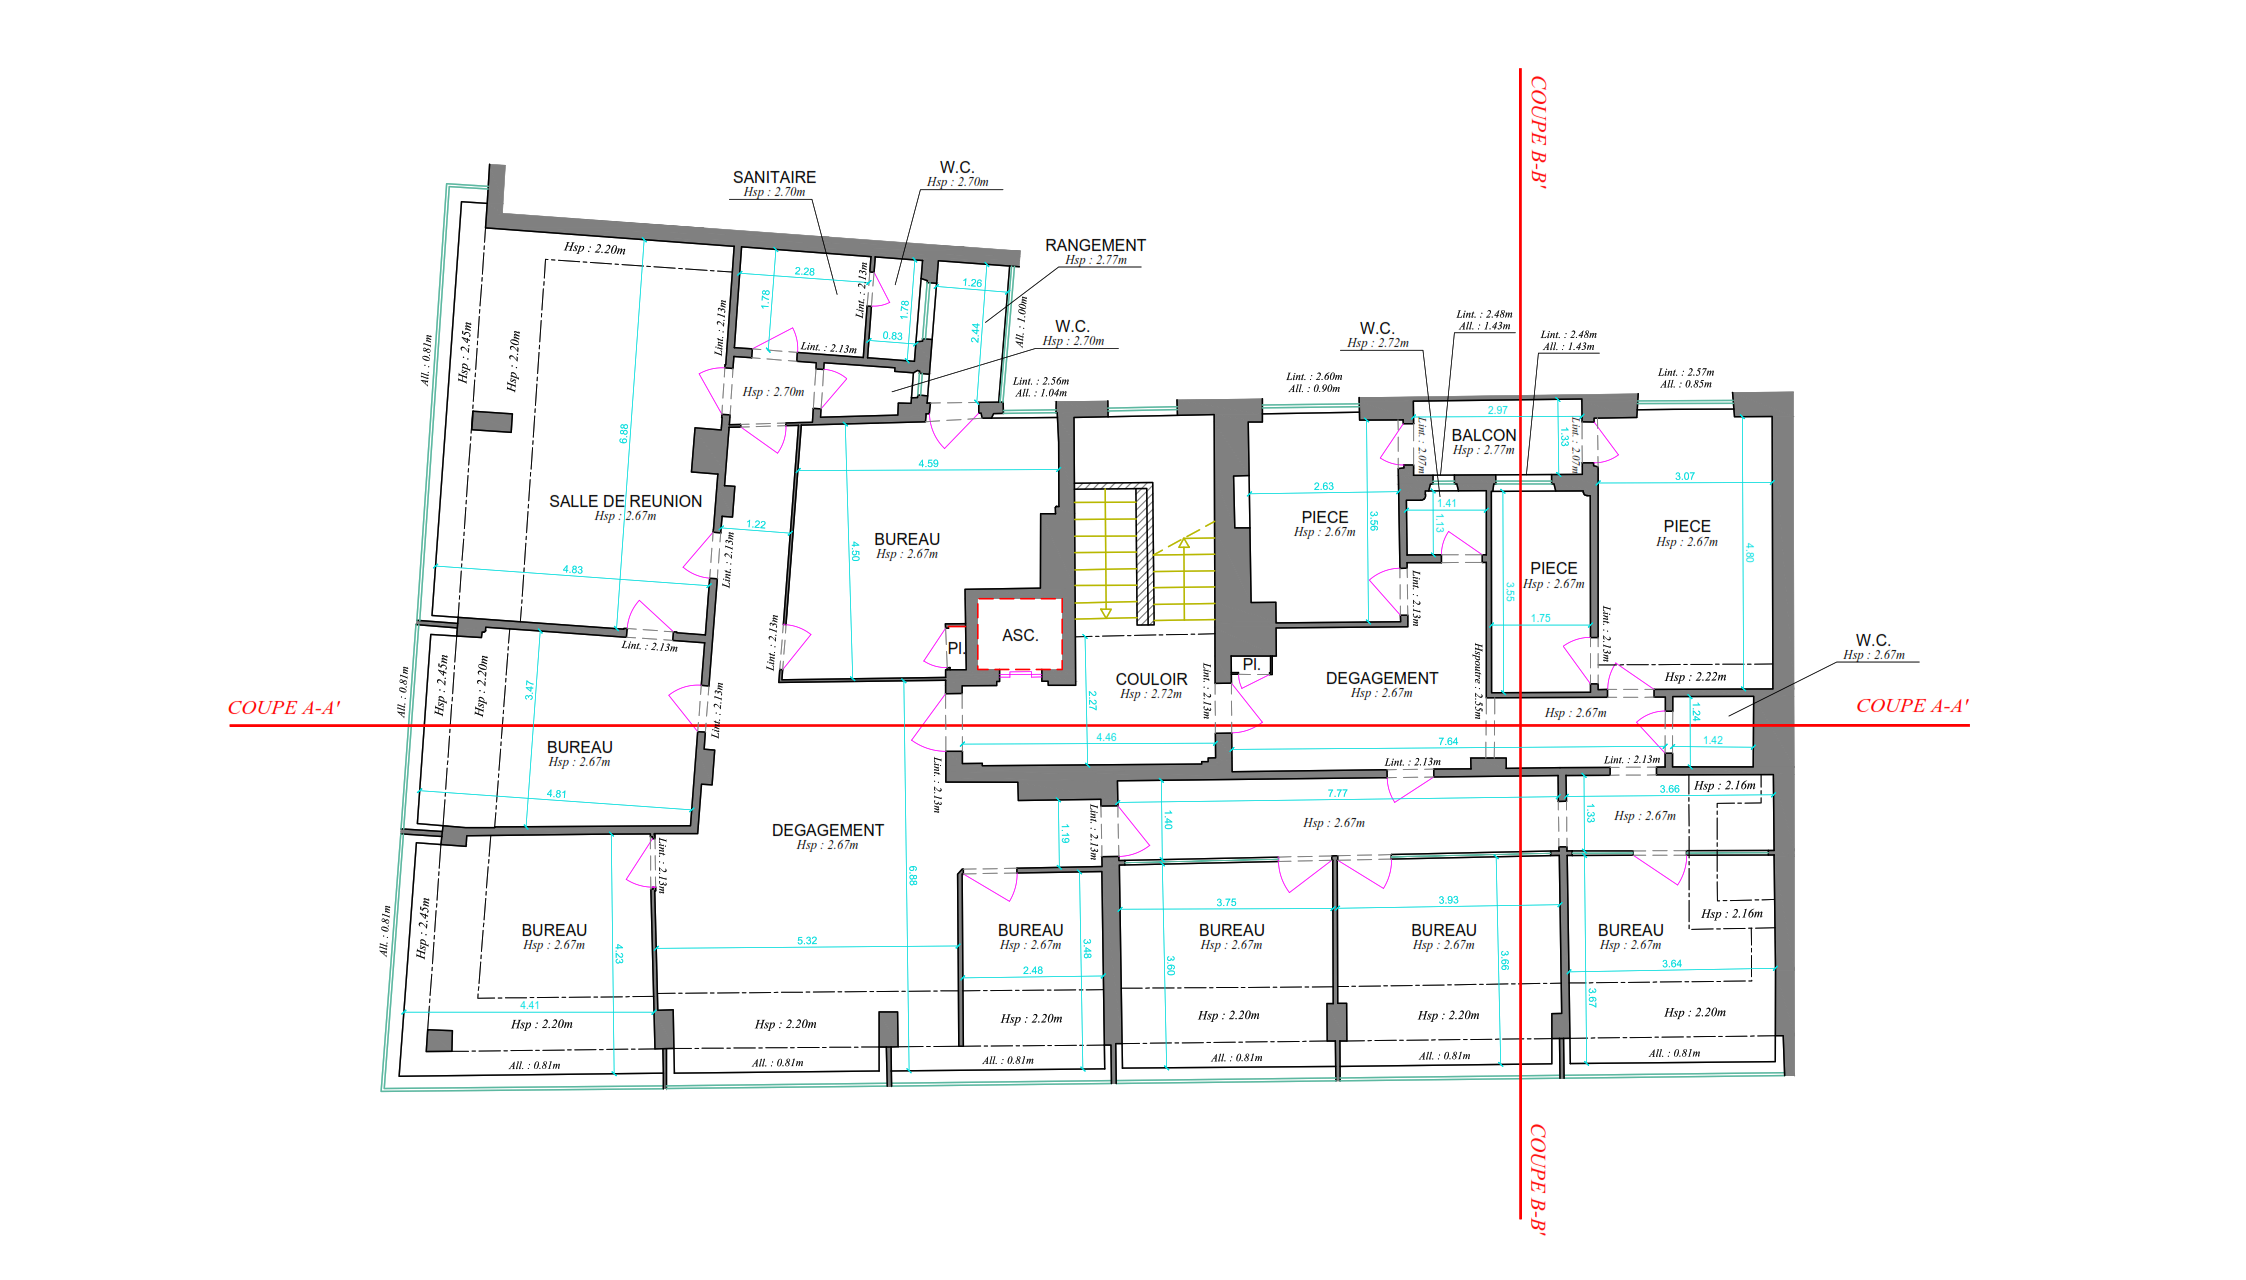 COUPE B-B'
W.C.
Hsp : 2.70m
SANITAIRE
Hsp : 2.70m
RANGEMENT
Hsp : 2.77m
Hsp : 2.20m
2.28
1.78
Lint. : 2.13m
1.78
0.83
1.26
2.44
All. : 1.00m
Lint. : 2.13m
Lint. : 2.13m
W.C.
Hsp : 2.70m
Lint. : 2.56m
All. : 1.04m
Hsp : 2.70m
All. : 0.81m
Hsp : 2.45m
Hsp : 2.20m
6.88
SALLE DE REUNION
Hsp : 2.67m
4.83
1.22
Lint. : 2.13m
Lint. : 2.13m
4.59
4.50
BUREAU
Hsp : 2.67m
Lint. : 2.13m
Pl.
ASC.
W.C.
Hsp : 2.72m
Lint. : 2.48m
All. : 1.43m
Lint. : 2.48m
All. : 1.43m
Lint. : 2.60m
All. : 0.90m
Lint. : 2.57m
All. : 0.85m
2.97
BALCON
Hsp : 2.77m
1.33
Lint. : 2.07m
Lint. : 2.07m
2.63
3.56
PIECE
Hsp : 2.67m
1.41
1.13
Lint. : 2.13m
PIECE
Hsp : 2.67m
3.55
1.75
3.07
PIECE
Hsp : 2.67m
4.80
Lint. : 2.13m
Hsp : 2.22m
W.C.
Hsp : 2.67m
COULOIR
Hsp : 2.72m
2.27
4.46
Lint. : 2.13m
Pl.
DEGAGEMENT
Hsp : 2.67m
Hspoutre : 2.55m
Hsp : 2.67m
1.24
1.42
7.64
Lint. : 2.13m
Lint. : 2.13m
COUPE A-A'
COUPE A-A'
All. : 0.81m
Hsp : 2.45m
Hsp : 2.20m
3.47
BUREAU
Hsp : 2.67m
4.81
Lint. : 2.13m
Lint. : 2.13m
DEGAGEMENT
Hsp : 2.67m
6.88
5.32
1.19
Lint. : 2.13m
1.40
7.77
Hsp : 2.67m
1.33
3.66
Hsp : 2.16m
Hsp : 2.67m
All. : 0.81m
Hsp : 2.45m
Lint. : 2.13m
BUREAU
Hsp : 2.67m
4.23
4.41
Hsp : 2.20m
All. : 0.81m
Hsp : 2.20m
All. : 0.81m
BUREAU
Hsp : 2.67m
2.48
3.48
Hsp : 2.20m
All. : 0.81m
3.75
BUREAU
Hsp : 2.67m
3.60
Hsp : 2.20m
All. : 0.81m
3.93
BUREAU
Hsp : 2.67m
3.66
Hsp : 2.20m
All. : 0.81m
BUREAU
Hsp : 2.67m
Hsp : 2.16m
3.64
3.67
Hsp : 2.20m
All. : 0.81m
COUPE B-B'